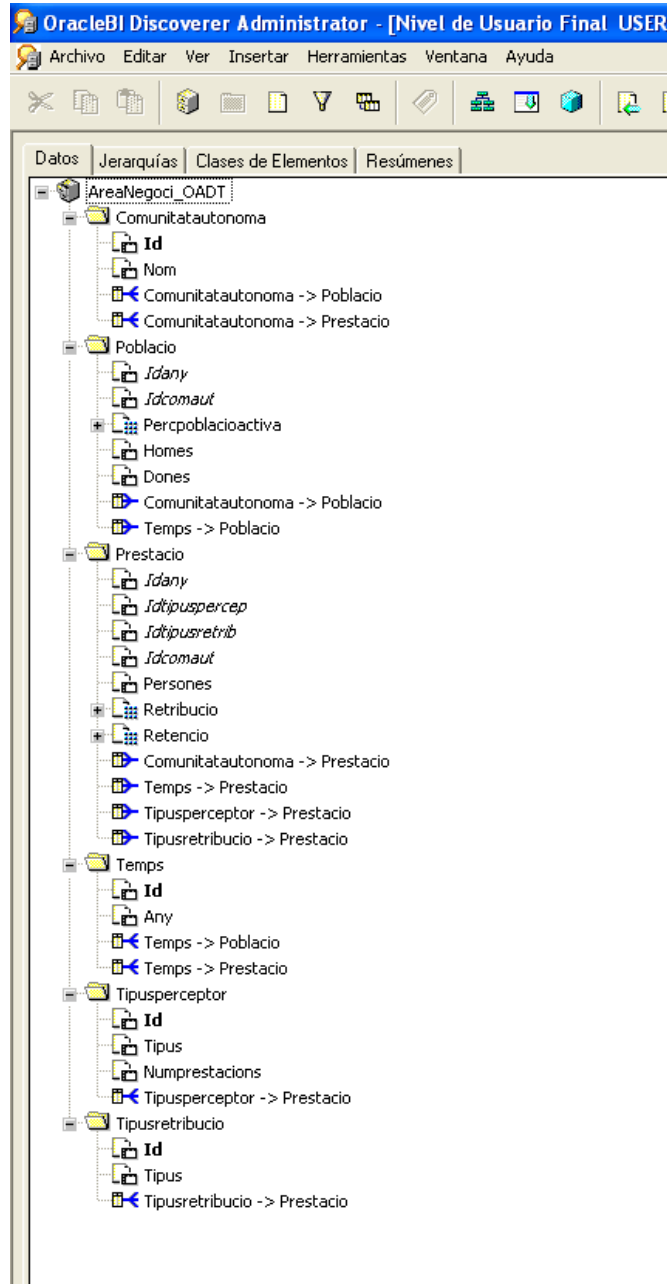 OracleBI Discoverer Administrator - [Nivel de Usuario Final USER
Archivo Editar Ver Insertar Herramientas Ventana Ayuda
Datos Jerarquías Clases de Elementos Resúmenes
AreaNegoci_OADT
Comunitatautonoma
Id
Nom
Comunitatautonoma -> Poblacio
Comunitatautonoma -> Prestacio
Poblacio
Idany
Idcomaut
Percpoblacioactiva
Homes
Dones
Comunitatautonoma -> Poblacio
Temps -> Poblacio
Prestacio
Idany
Idtipuspercep
Idtipusretrib
Idcomaut
Persones
Retribucio
Retencio
Comunitatautonoma -> Prestacio
Temps -> Prestacio
Tipusperceptor -> Prestacio
Tipusretribucio -> Prestacio
Temps
Id
Any
Temps -> Poblacio
Temps -> Prestacio
Tipusperceptor
Id
Tipus
Numprestacions
Tipusperceptor -> Prestacio
Tipusretribucio
Id
Tipus
Tipusretribucio -> Prestacio